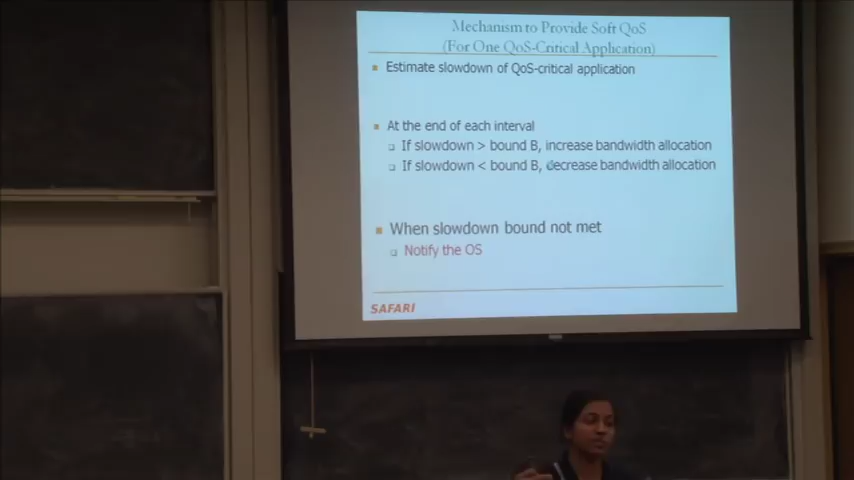 Mechanism to Provide Soft QoS
(For One QoS-Critical Application)
Estimate slowdown of QoS-critical application
At the end of each interval
If slowdown > bound B, increase bandwidth allocation
If slowdown < bound B, decrease bandwidth allocation
When slowdown bound not met
Notify the OS
SAFARI